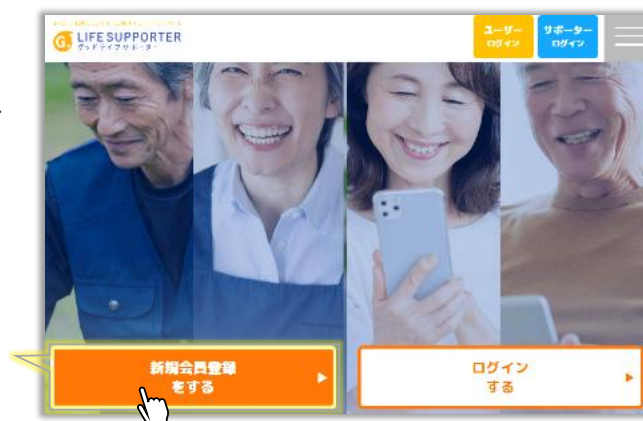 LIFE SUPPORTER
グッドライフサポーター
ユーザー
ログイン
サポーター
ログイン
新規会員登録
をする
ログイン
する